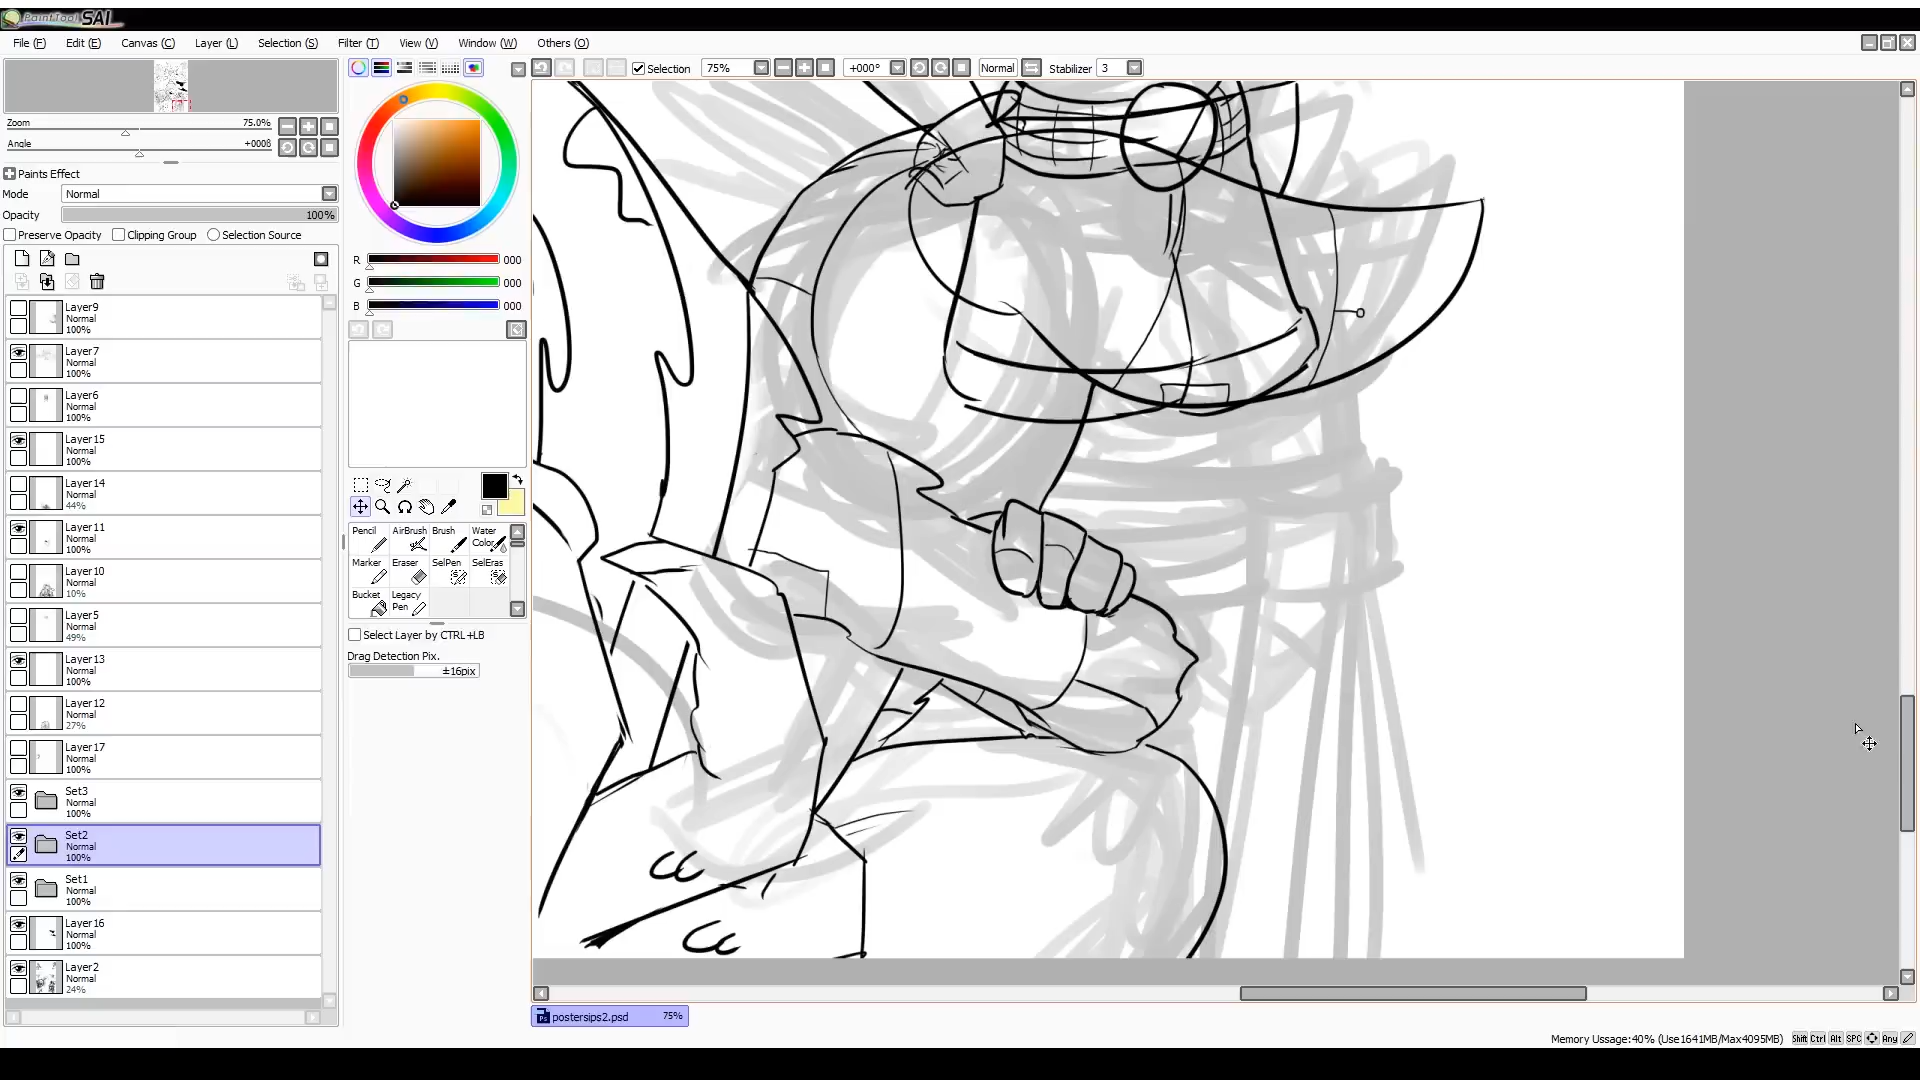 PaintTool SAI
File (F) Edit (E) Canvas (C) Layer (L) Selection (S) Filter (T) View (V) Window (W) Others (O)
Selection 75% +000° Normal Stabilizer 3
Zoom 75.0%
Angle +000§
Paints Effect
Mode Normal
Opacity 100%
Preserve Opacity Clipping Group Selection Source
Layer9
Normal
100%
Layer7
Normal
100%
Layer6
Normal
100%
Layer15
Normal
100%
Layer14
Normal
44%
Layer11
Normal
100%
Layer10
Normal
10%
Layer5
Normal
49%
Layer13
Normal
100%
Layer12
Normal
27%
Layer17
Normal
100%
Set3
Normal
100%
Set2
Normal
100%
Set1
Normal
100%
Layer16
Normal
100%
Layer2
Normal
24%
R 000
G 000
B 000
Pencil AirBrush Brush Water Color
Marker Eraser SelPen SelEras
Bucket Legacy Pen
Select Layer by CTRL+LB
Drag Detection Pix.
±16pix
postersips2.psd 75%
Memory Ussage:40% (Use1641MB/Max4095MB) Shift Ctrl Alt SPC Any